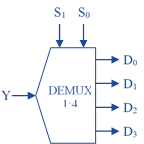 S₁ S₀
D₀
D₁
Y DEMUX
1:4
D₂
D₃